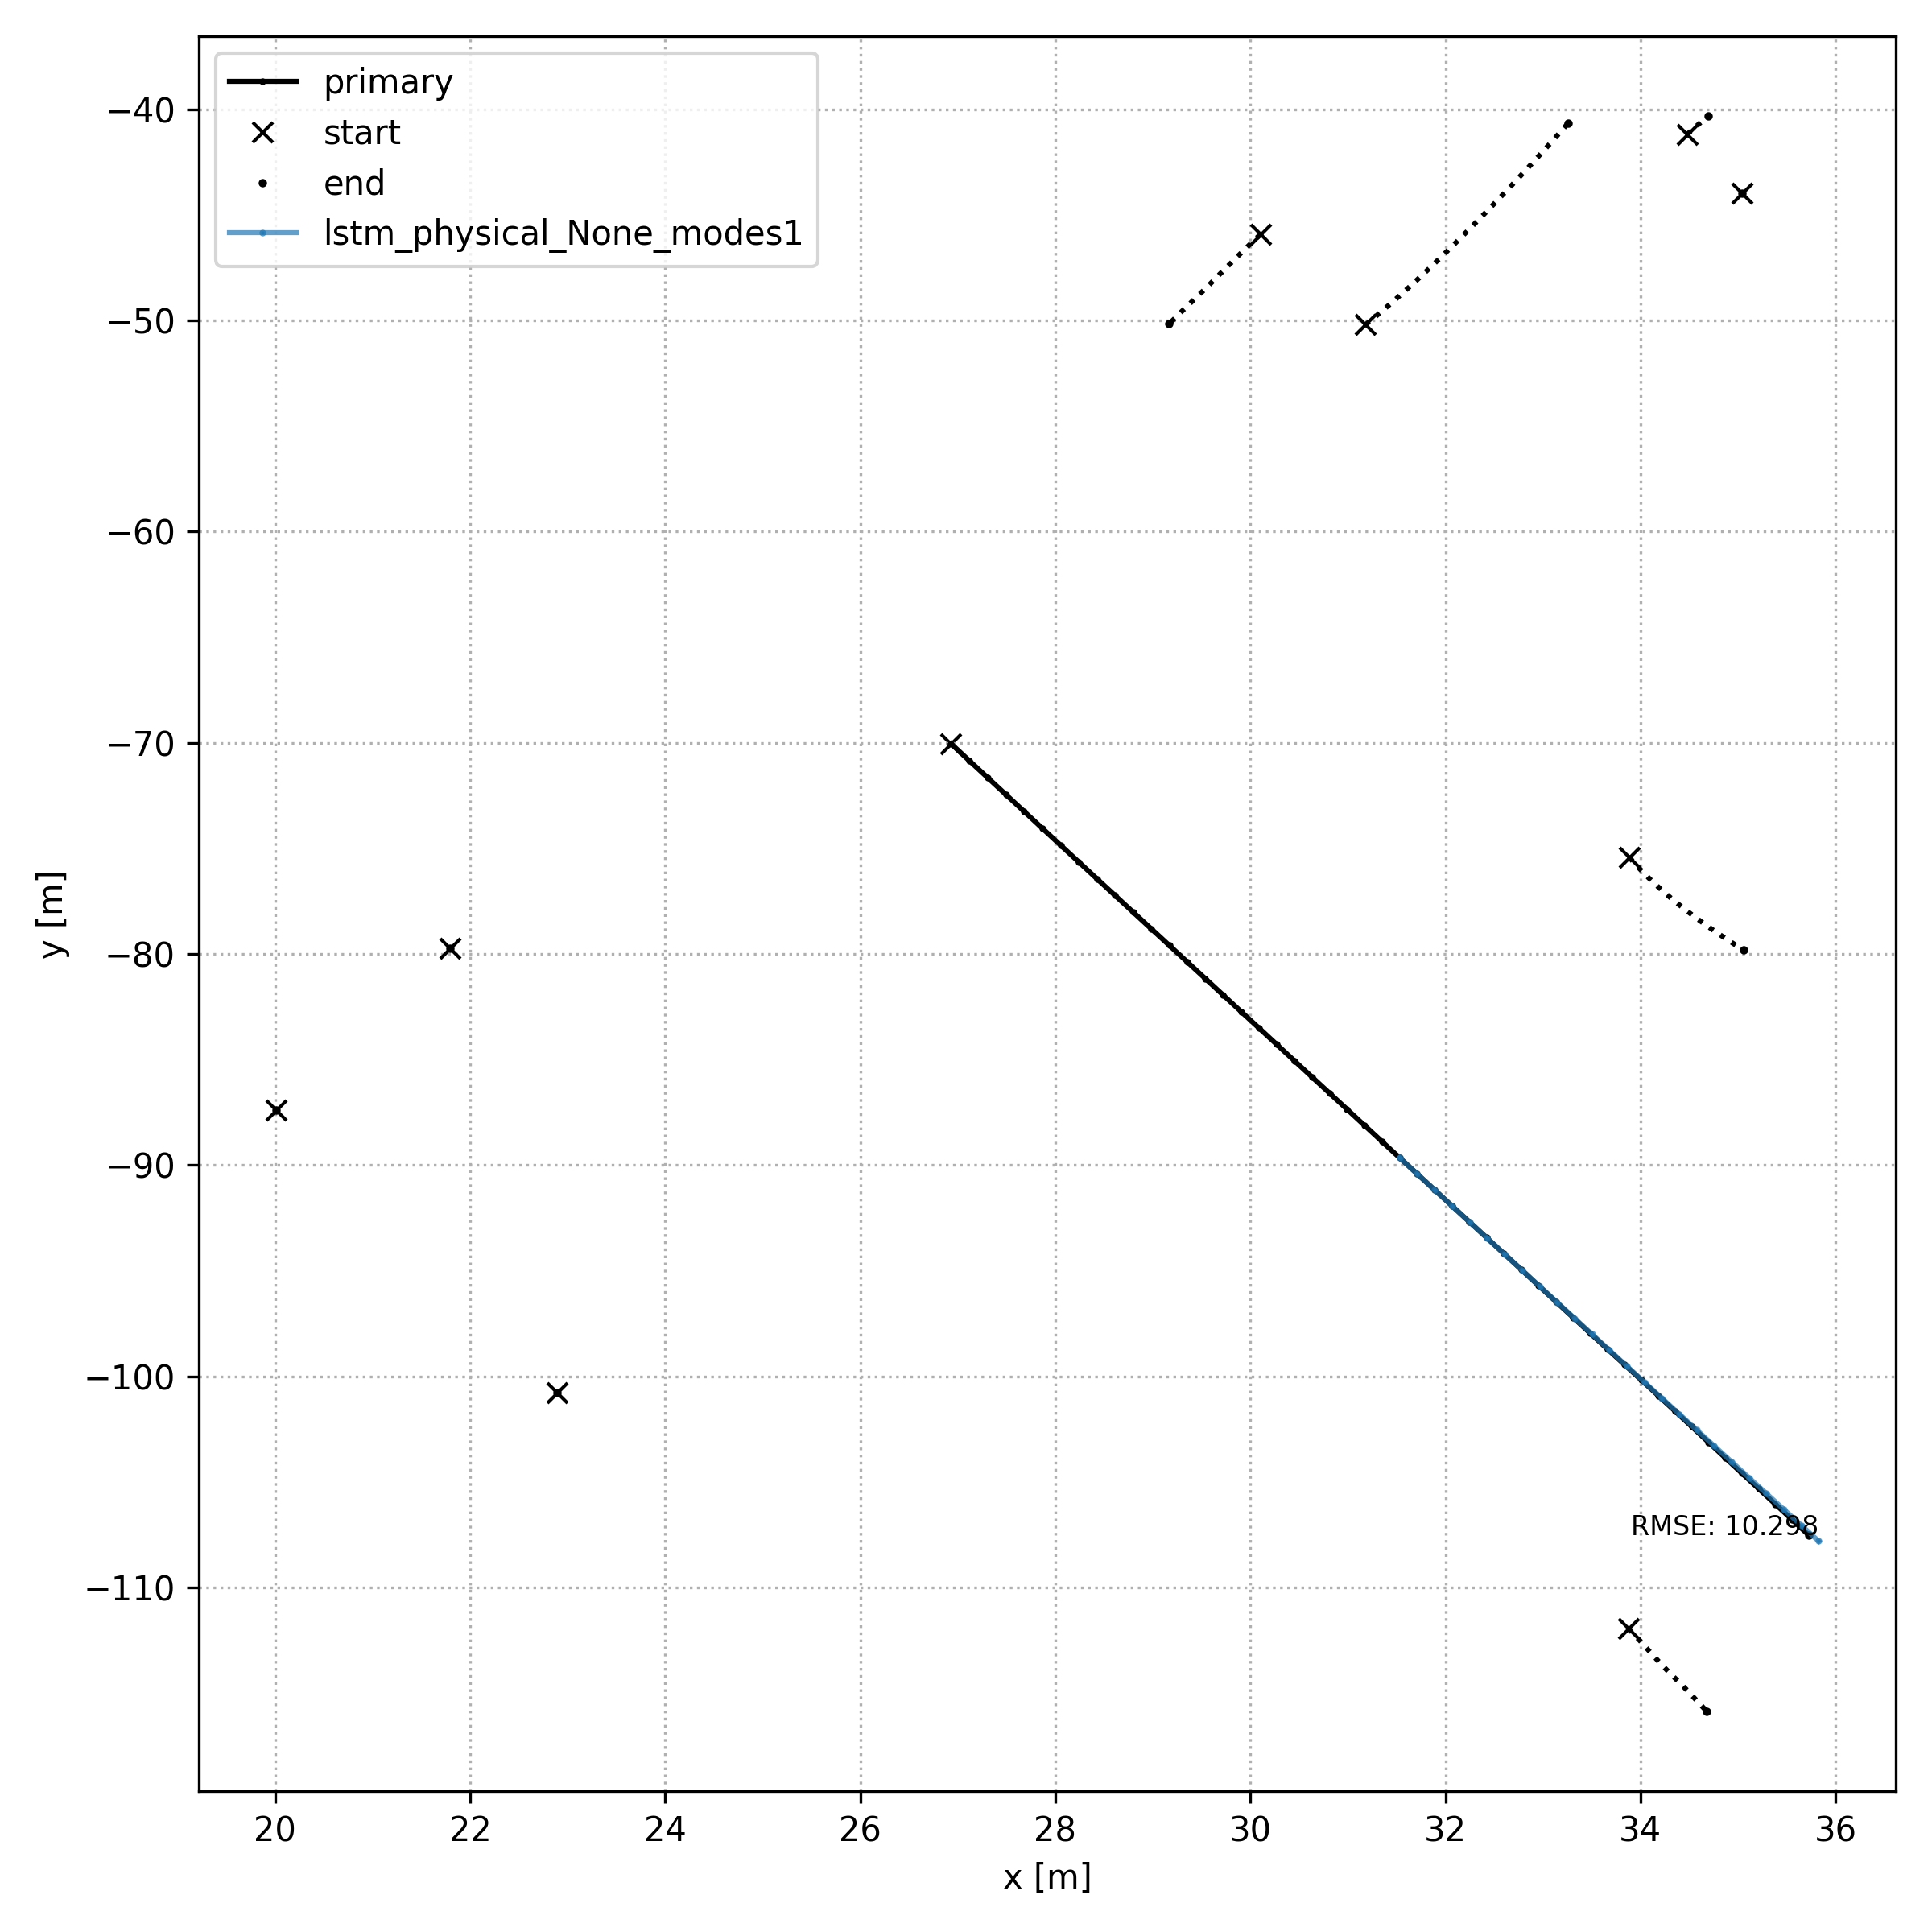 primary
start
end
lstm_physical_None_modes1
−40
−50
−60
−70
−80
−90
−100
−110
y [m]
RMSE: 10.298
20 22 24 26 28 30 32 34 36
x [m]